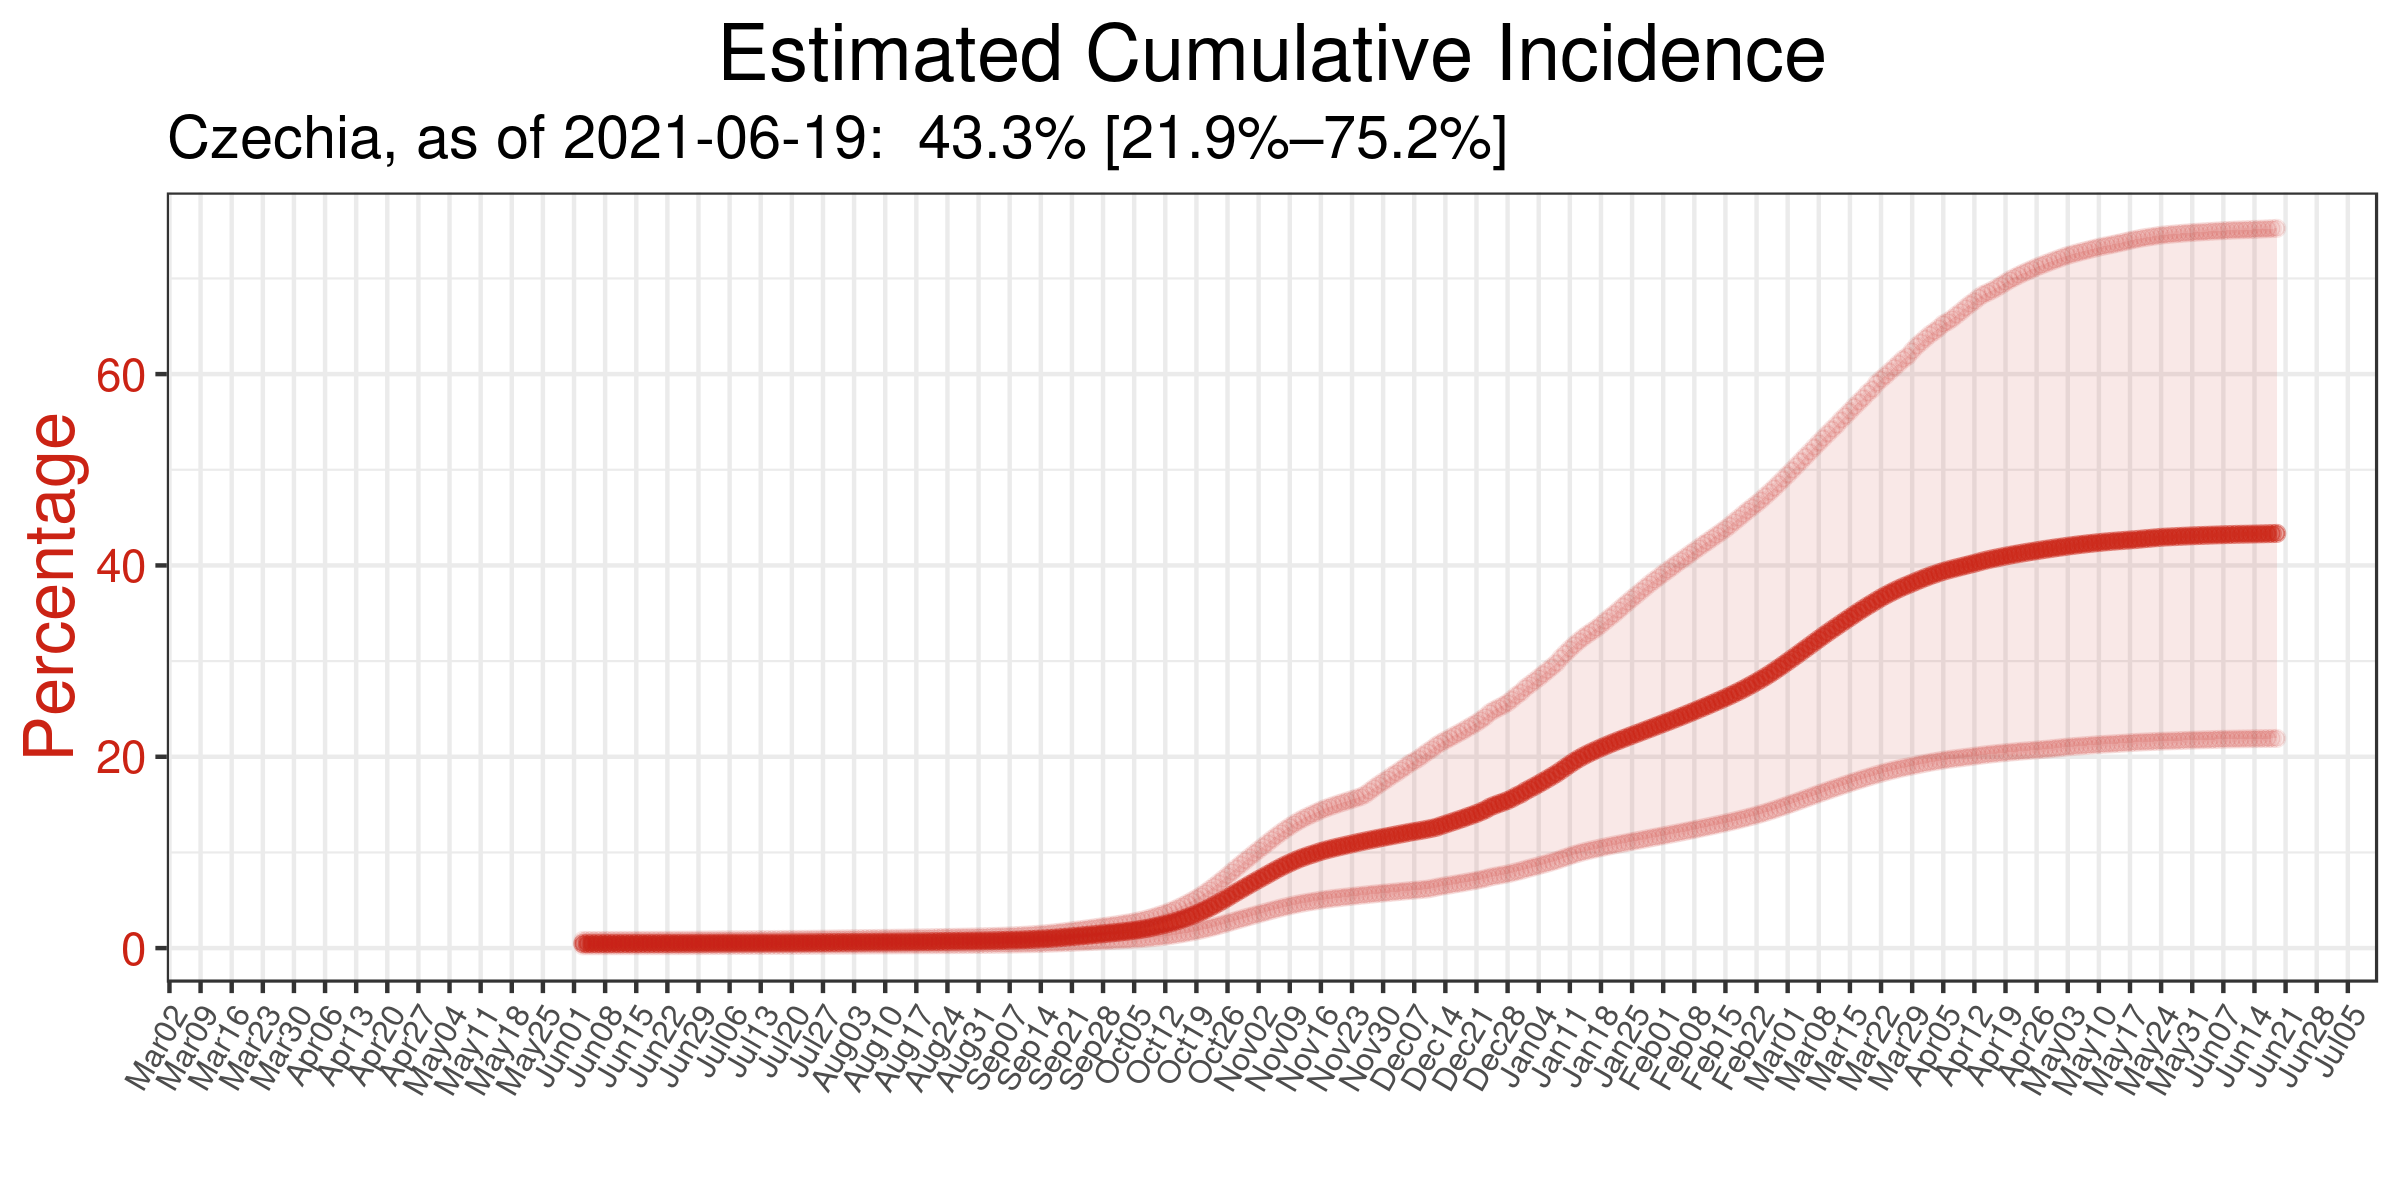 Estimated Cumulative Incidence
Czechia, as of 2021-06-19:  43.3% [21.9%–75.2%]
Percentage
60
40
20
0
Mar02
Mar09
Mar16
Mar23
Mar30
Apr06
Apr13
Apr20
Apr27
May04
May11
May18
May25
Jun01
Jun08
Jun15
Jun22
Jun29
Jul06
Jul13
Jul20
Jul27
Aug03
Aug10
Aug17
Aug24
Aug31
Sep07
Sep14
Sep21
Sep28
Oct05
Oct12
Oct19
Oct26
Nov02
Nov09
Nov16
Nov23
Nov30
Dec07
Dec14
Dec21
Dec28
Jan04
Jan11
Jan18
Jan25
Feb01
Feb08
Feb15
Feb22
Mar01
Mar08
Mar15
Mar22
Mar29
Apr05
Apr12
Apr19
Apr26
May03
May10
May17
May24
May31
Jun07
Jun14
Jun21
Jun28
Jul05